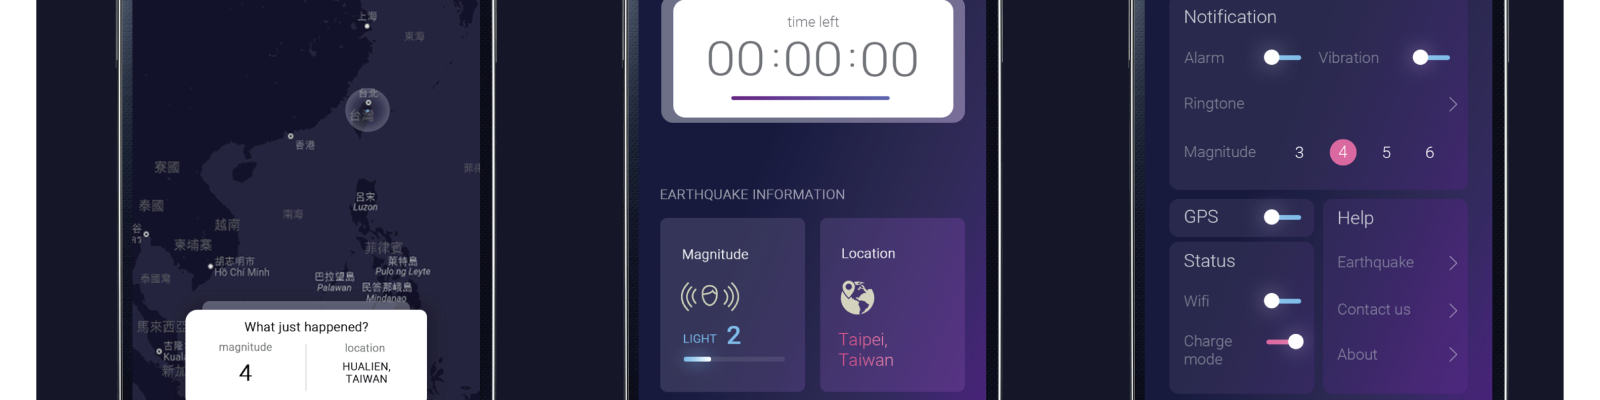 上海
東海
台北
台灣
香港
寮國
菲律
呂宋
Luzon
泰國
南海
越南
谷
柬埔寨
菲律賓
胡志明市
Hồ Chí Minh
萊特島
Pulo ng Leyte
泰國灣
巴拉望島
Palawan
民答那峨島
Mindanao
馬來西亞
吉隆
Kuala
新加
What just happened?
magnitude
4
location
HUALIEN,
TAIWAN
time left
00:00:00
EARTHQUAKE INFORMATION
Magnitude
LIGHT 2
Location
Taipei,
Taiwan
Notification
Alarm
Vibration
Ringtone
Magnitude 3 4 5 6
GPS
Status
Wifi
Charge
mode
Help
Earthquake
Contact us
About